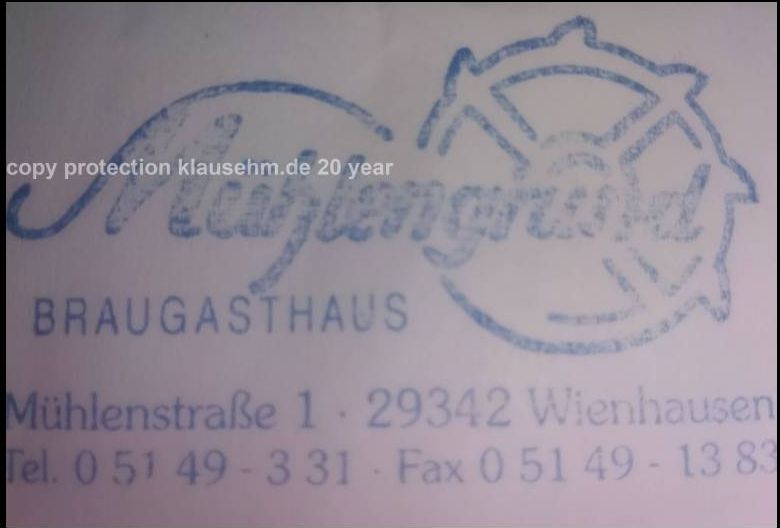 Mühlengrund
copy protection klausehm.de 20 year
BRAUGASTHAUS
Mühlenstraße 1 · 29342 Wienhausen
Tel. 0 51 49 - 3 31 · Fax 0 51 49 - 13 83